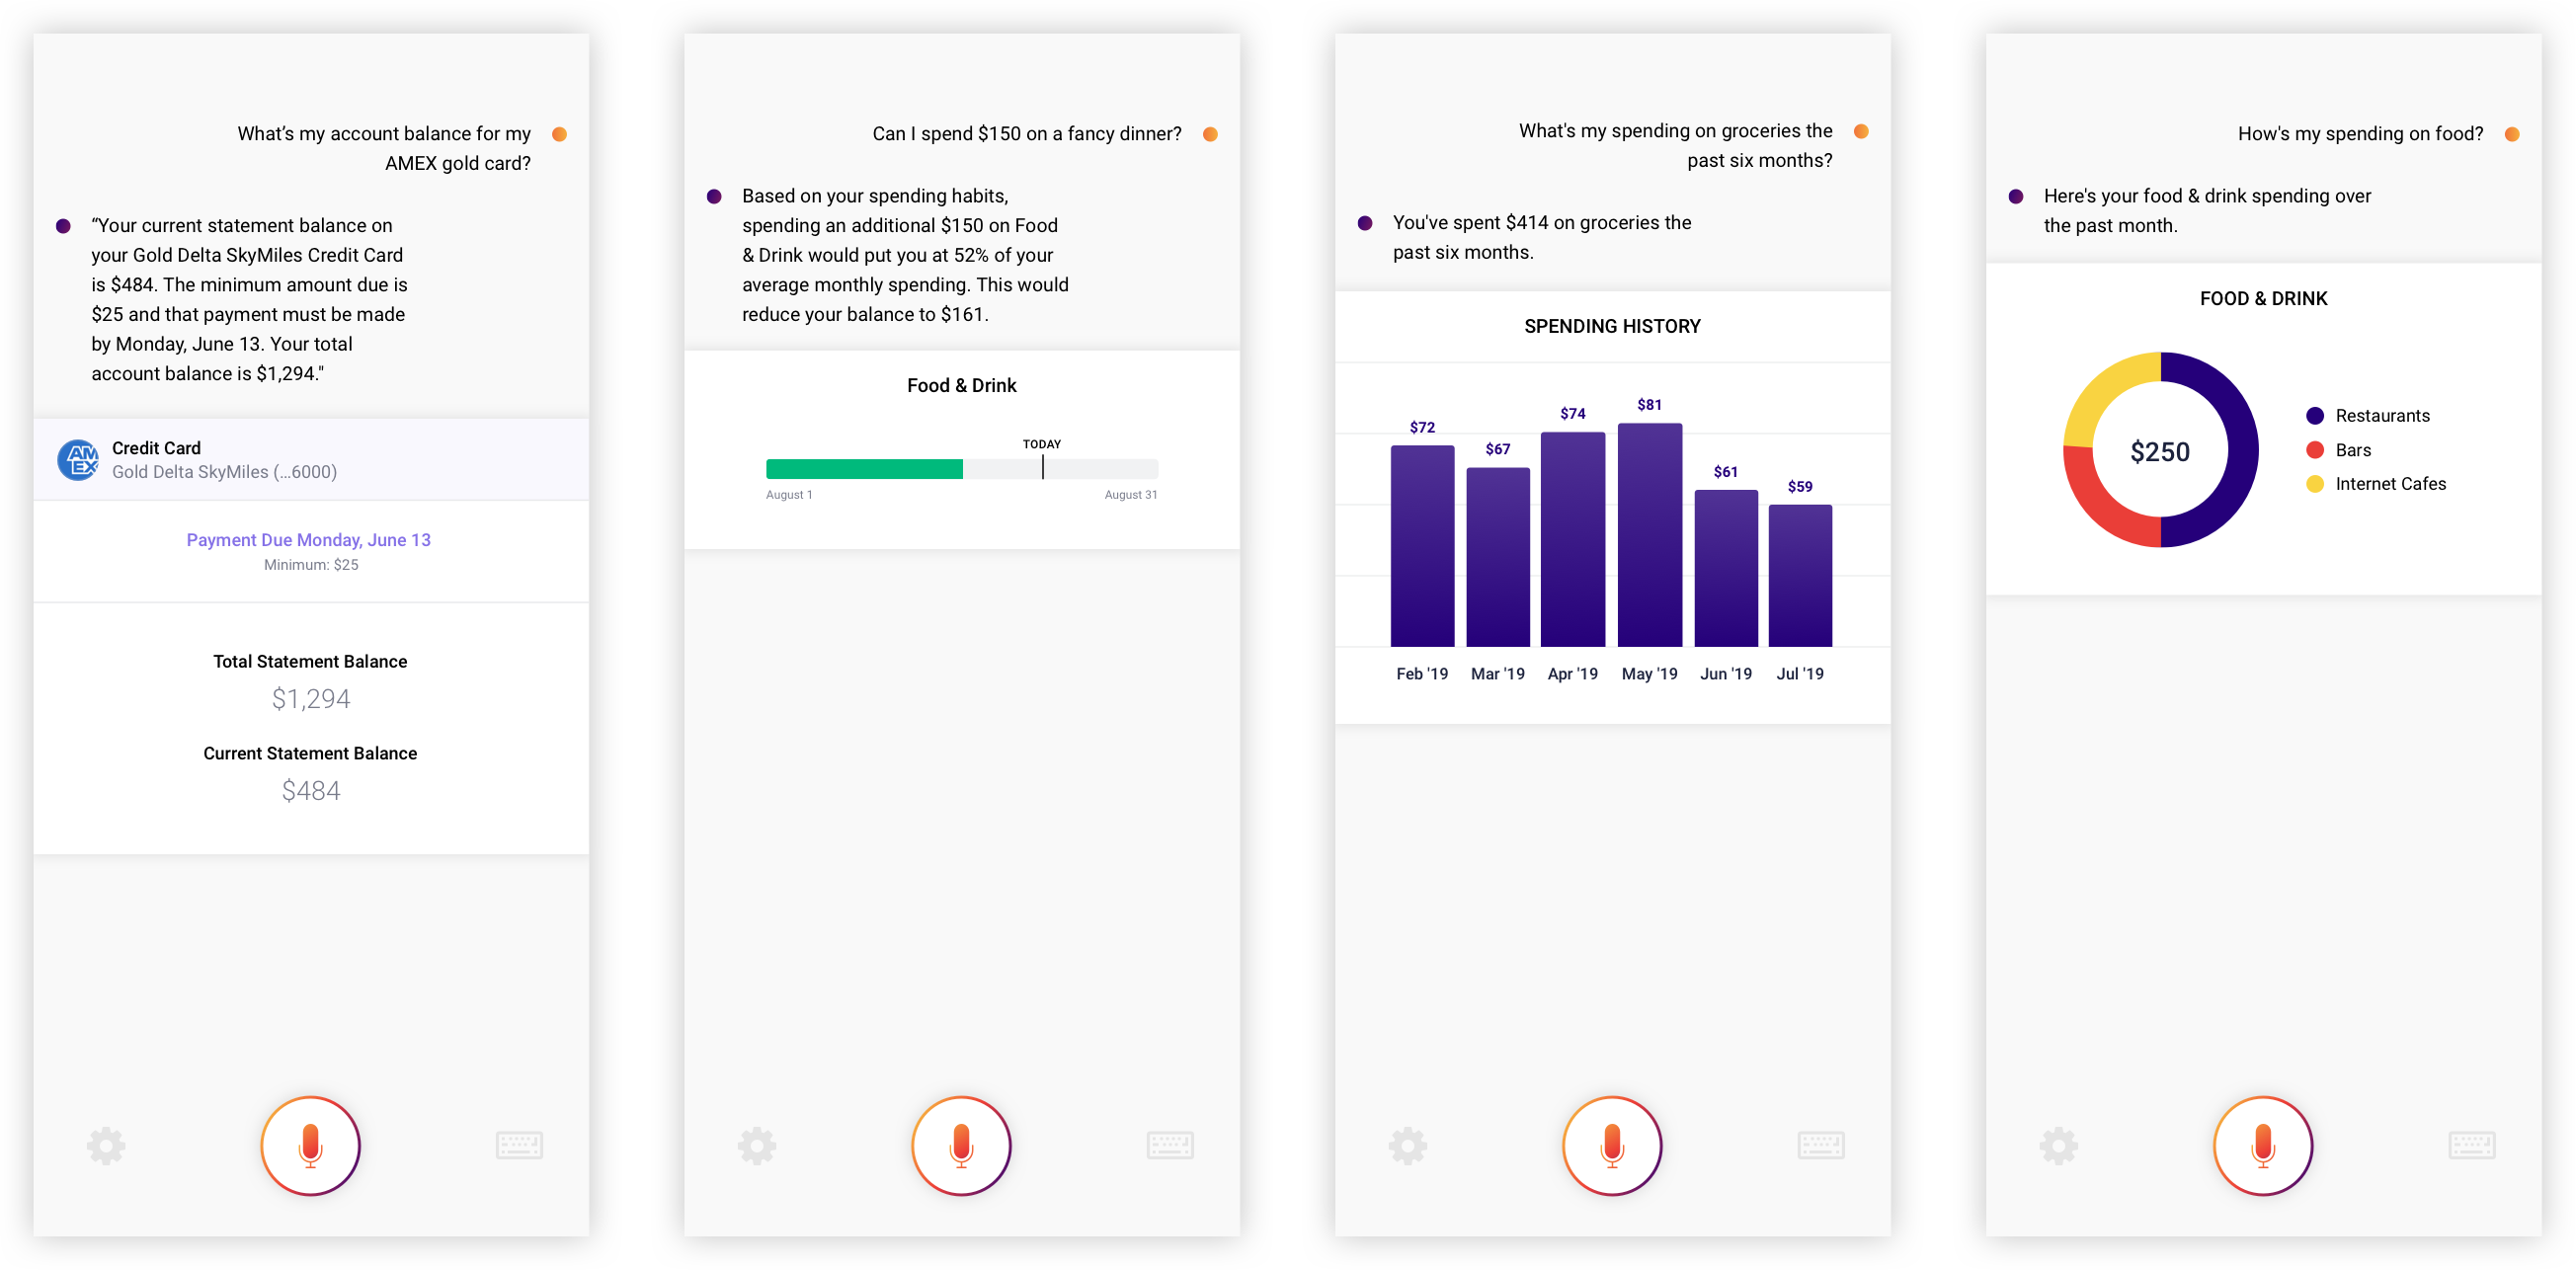 What’s my account balance for my
AMEX gold card?
“Your current statement balance on
your Gold Delta SkyMiles Credit Card
is $484. The minimum amount due is
$25 and that payment must be made
by Monday, June 13. Your total
account balance is $1,294."
AM
EX
Credit Card
Gold Delta SkyMiles (...6000)
Payment Due Monday, June 13
Minimum: $25
Total Statement Balance
$1,294
Current Statement Balance
$484
Can I spend $150 on a fancy dinner?
Based on your spending habits,
spending an additional $150 on Food
& Drink would put you at 52% of your
average monthly spending. This would
reduce your balance to $161.
Food & Drink
TODAY
August 1
August 31
What's my spending on groceries the
past six months?
You've spent $414 on groceries the
past six months.
SPENDING HISTORY
$72
$67
$74
$81
$61
$59
Feb '19
Mar '19
Apr '19
May '19
Jun '19
Jul '19
How's my spending on food?
Here's your food & drink spending over
the past month.
FOOD & DRINK
$250
Restaurants
Bars
Internet Cafes